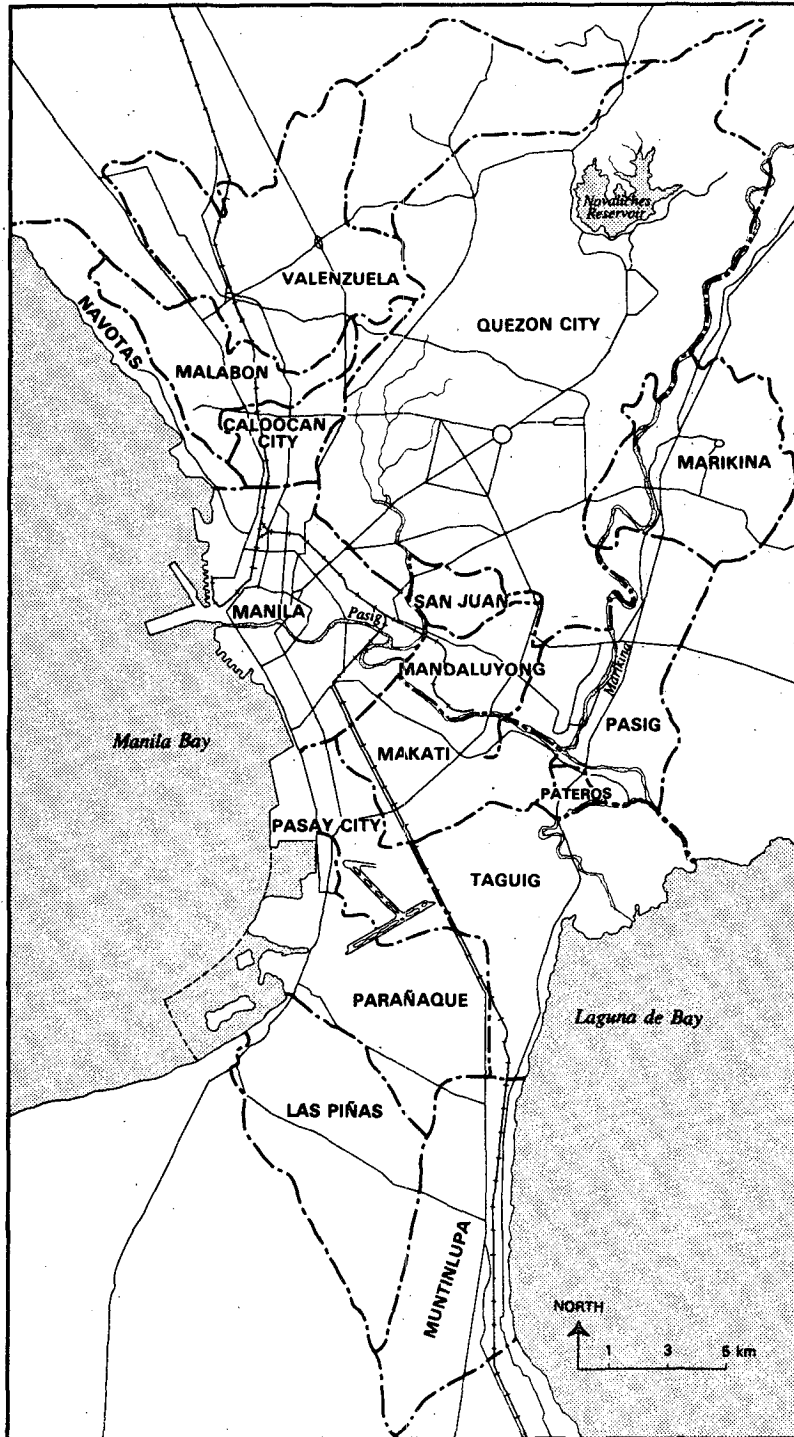 Novaliches
Reservoir
VALENZUELA
NAVOTAS
QUEZON CITY
MALABON
CALOOCAN
CITY
MARIKINA
SAN JUAN
MANILA
Pasig
MANDALUYONG
Marikina
PASIG
Manila Bay
MAKATI
PATEROS
PASAY CITY
TAGUIG
PARAÑAQUE
Laguna de Bay
LAS PIÑAS
MUNTINLUPA
NORTH
1 3 5 km